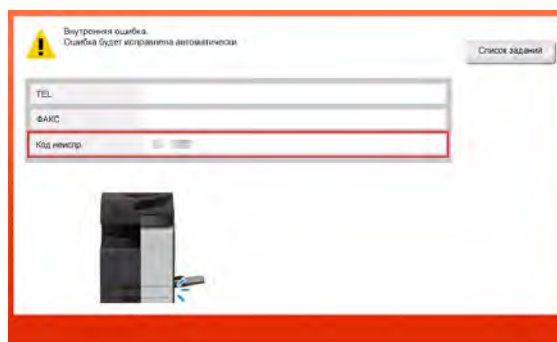 Внутренняя ошибка.
Ошибка будет исправлена автоматически.
Список заданий
TEL
ФАКС
Код неиспр.